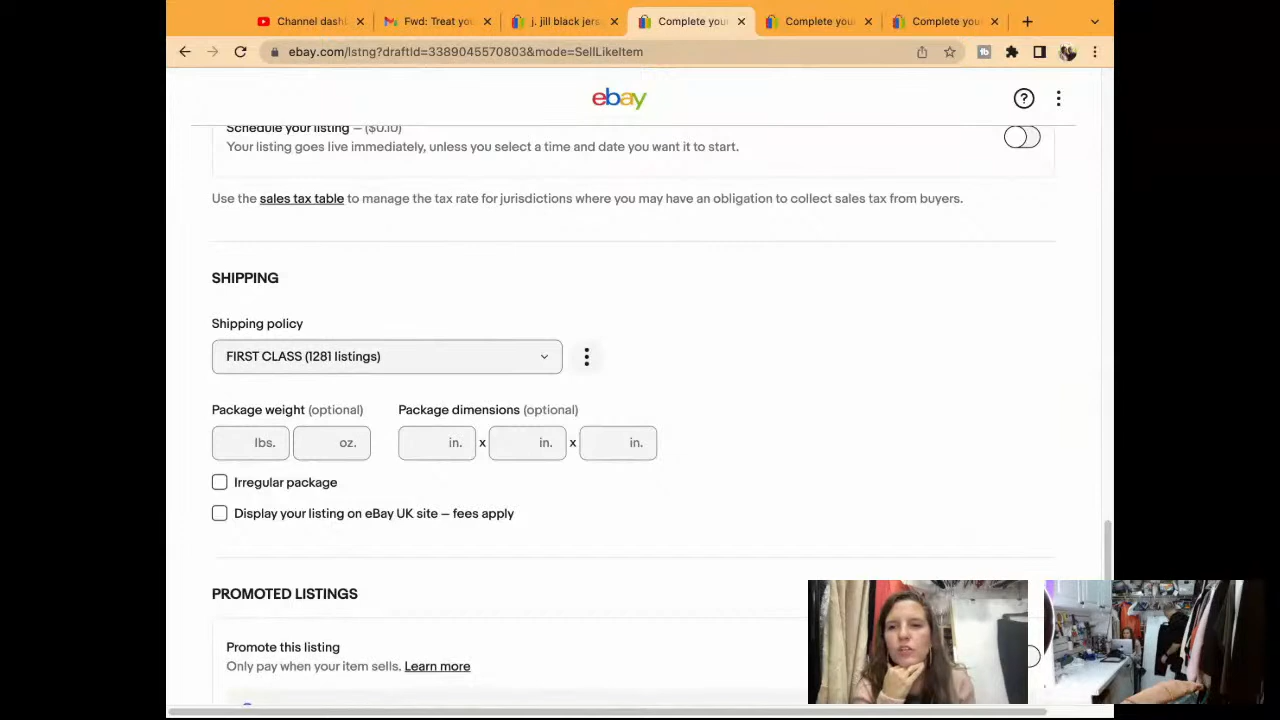 Channel dash
Fwd: Treat you
j. jill black jers
Complete your
Complete your
Complete your
ebay.com/lstng?draftId=3389045570803&mode=SellLikeItem
ebay
Schedule your listing – ($0.10)
Your listing goes live immediately, unless you select a time and date you want it to start.
Use the sales tax table to manage the tax rate for jurisdictions where you may have an obligation to collect sales tax from buyers.
SHIPPING
Shipping policy
FIRST CLASS (1281 listings)
Package weight (optional) Package dimensions (optional)
lbs. oz. in. x in. x in.
Irregular package
Display your listing on eBay UK site – fees apply
PROMOTED LISTINGS
Promote this listing
Only pay when your item sells. Learn more